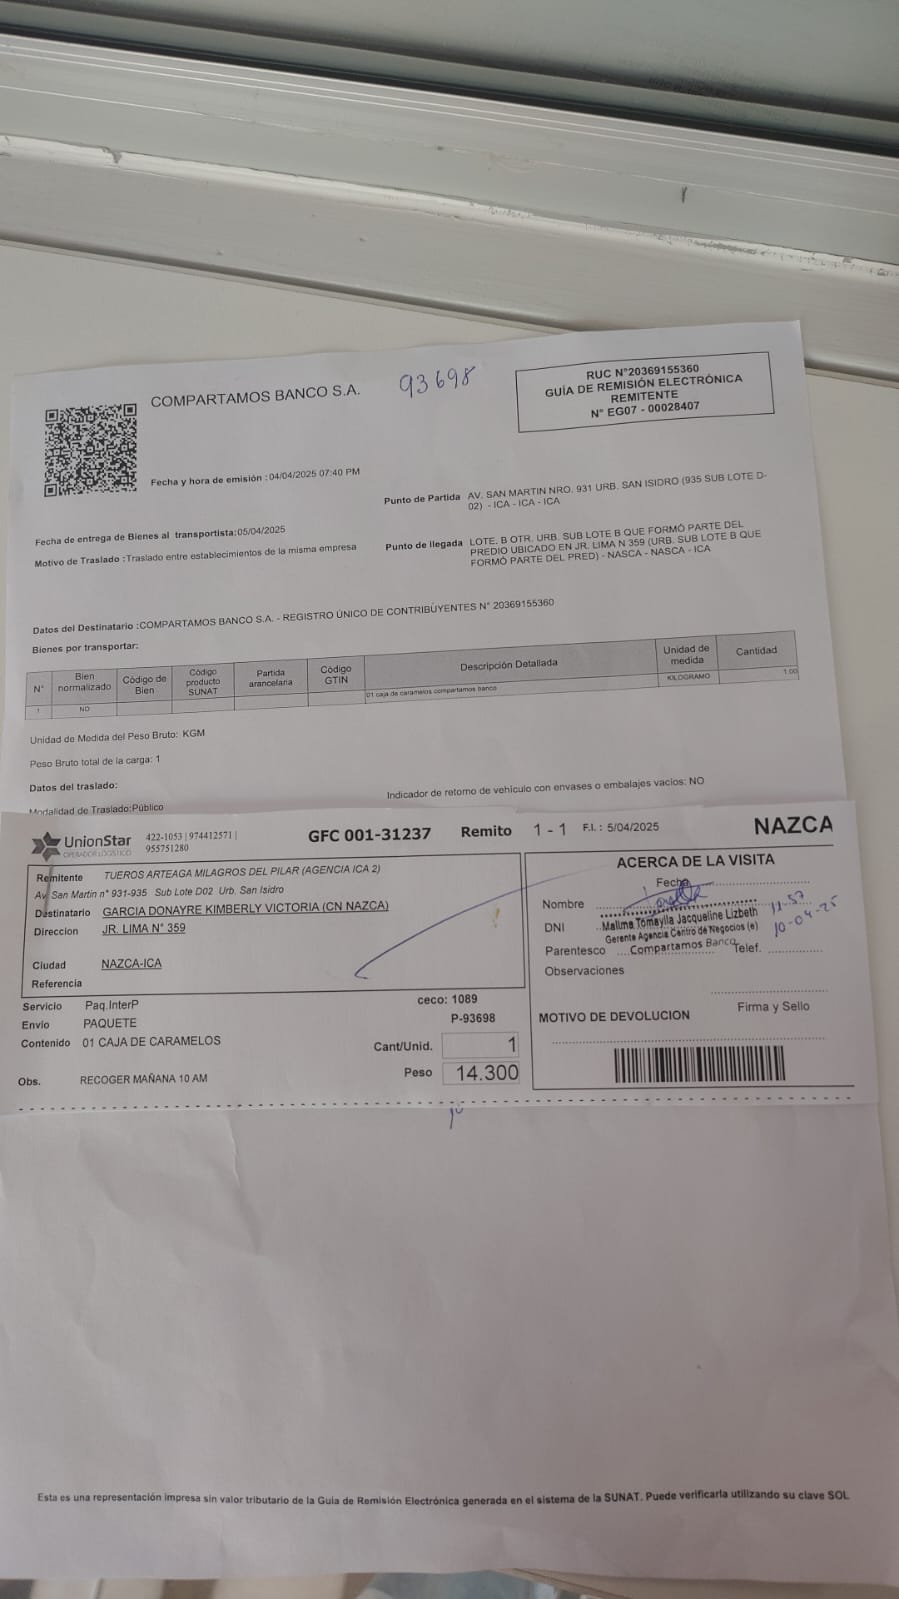 COMPARTAMOS BANCO S.A.
93698
RUC N°20369155360
GUÍA DE REMISIÓN ELECTRÓNICA
REMITENTE
N° EG07 - 00028407
Fecha y hora de emisión : 04/04/2025 07:40 PM
Fecha de entrega de Bienes al transportista:05/04/2025
Motivo de Traslado :Traslado entre establecimientos de la misma empresa
Punto de Partida AV. SAN MARTIN NRO. 931 URB. SAN ISIDRO (935 SUB LOTE D-
02) - ICA - ICA - ICA
Punto de llegada LOTE. B OTR. URB. SUB LOTE B QUE FORMÓ PARTE DEL
PREDIO UBICADO EN JR. LIMA N 359 (URB. SUB LOTE B QUE
FORMÓ PARTE DEL PRED) - NASCA - NASCA - ICA
Datos del Destinatario :COMPARTAMOS BANCO S.A. - REGISTRO ÚNICO DE CONTRIBUYENTES N° 20369155360
Bienes por transportar:
N° Bien normalizado Código de Bien Código producto SUNAT Partida arancelaria Código GTIN Descripción Detallada Unidad de medida Cantidad
1 NO 01 caja de caramelos compartamos banco KILOGRAMO 1.00
Unidad de Medida del Peso Bruto: KGM
Peso Bruto total de la carga: 1
Datos del traslado:
Indicador de retorno de vehículo con envases o embalajes vacíos: NO
Modalidad de Traslado:Público
UnionStar
OPERADOR LOGÍSTICO
422-1053 | 974412571 |
955751280
GFC 001-31237
Remito 1 - 1 F.I. : 5/04/2025
NAZCA
Remitente TUEROS ARTEAGA MILAGROS DEL PILAR (AGENCIA ICA 2)
Av. San Martin n° 931-935 Sub Lote D02 Urb. San Isidro
Destinatario GARCIA DONAYRE KIMBERLY VICTORIA (CN NAZCA)
Direccion JR. LIMA N° 359
Ciudad NAZCA-ICA
Referencia
Servicio Paq.InterP
Envio PAQUETE
Contenido 01 CAJA DE CARAMELOS
Obs. RECOGER MAÑANA 10 AM
ceco: 1089
P-93698
Cant/Unid. 1
Peso 14.300
ACERCA DE LA VISITA
Fecha
Nombre
DNI
Mallma Tomaylla Jacqueline Lizbeth
Gerente Agencia Centro de Negocios (e)
Compartamos Banco
11:57
10-04-25
Parentesco
Telef.
Observaciones
Firma y Sello
MOTIVO DE DEVOLUCION
Esta es una representación impresa sin valor tributario de la Guía de Remisión Electrónica generada en el sistema de la SUNAT. Puede verificarla utilizando su clave SOL